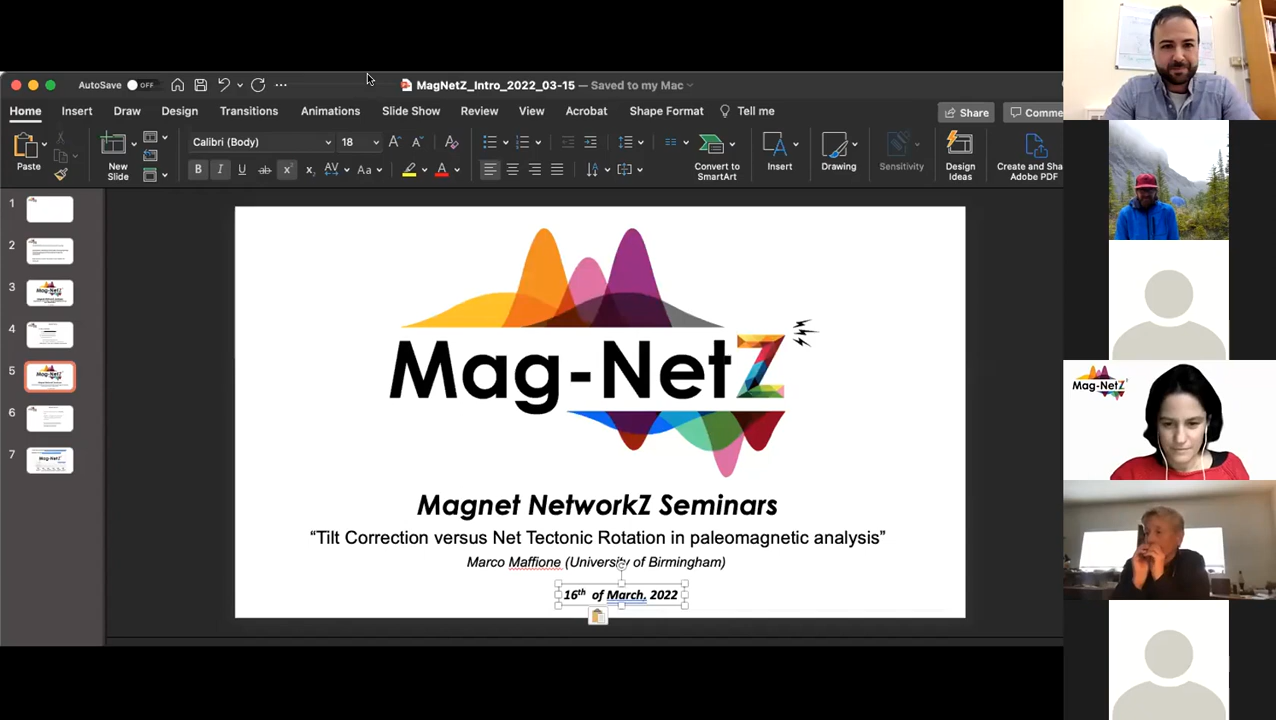 AutoSave OFF
MagNetZ_Intro_2022_03-15 — Saved to my Mac
Home Insert Draw Design Transitions Animations Slide Show Review View Acrobat Shape Format Tell me
Share Comme
Paste
New Slide
Calibri (Body) 18
Convert to SmartArt
Insert
Drawing
Sensitivity
Design Ideas
Create and Sha
Adobe PDF
1
2
3
4
5
6
7
Mag-NetZ
Magnet NetworkZ Seminars
“Tilt Correction versus Net Tectonic Rotation in paleomagnetic analysis”
Marco Maffione (University of Birmingham)
16th of March, 2022
Mag-NetZ